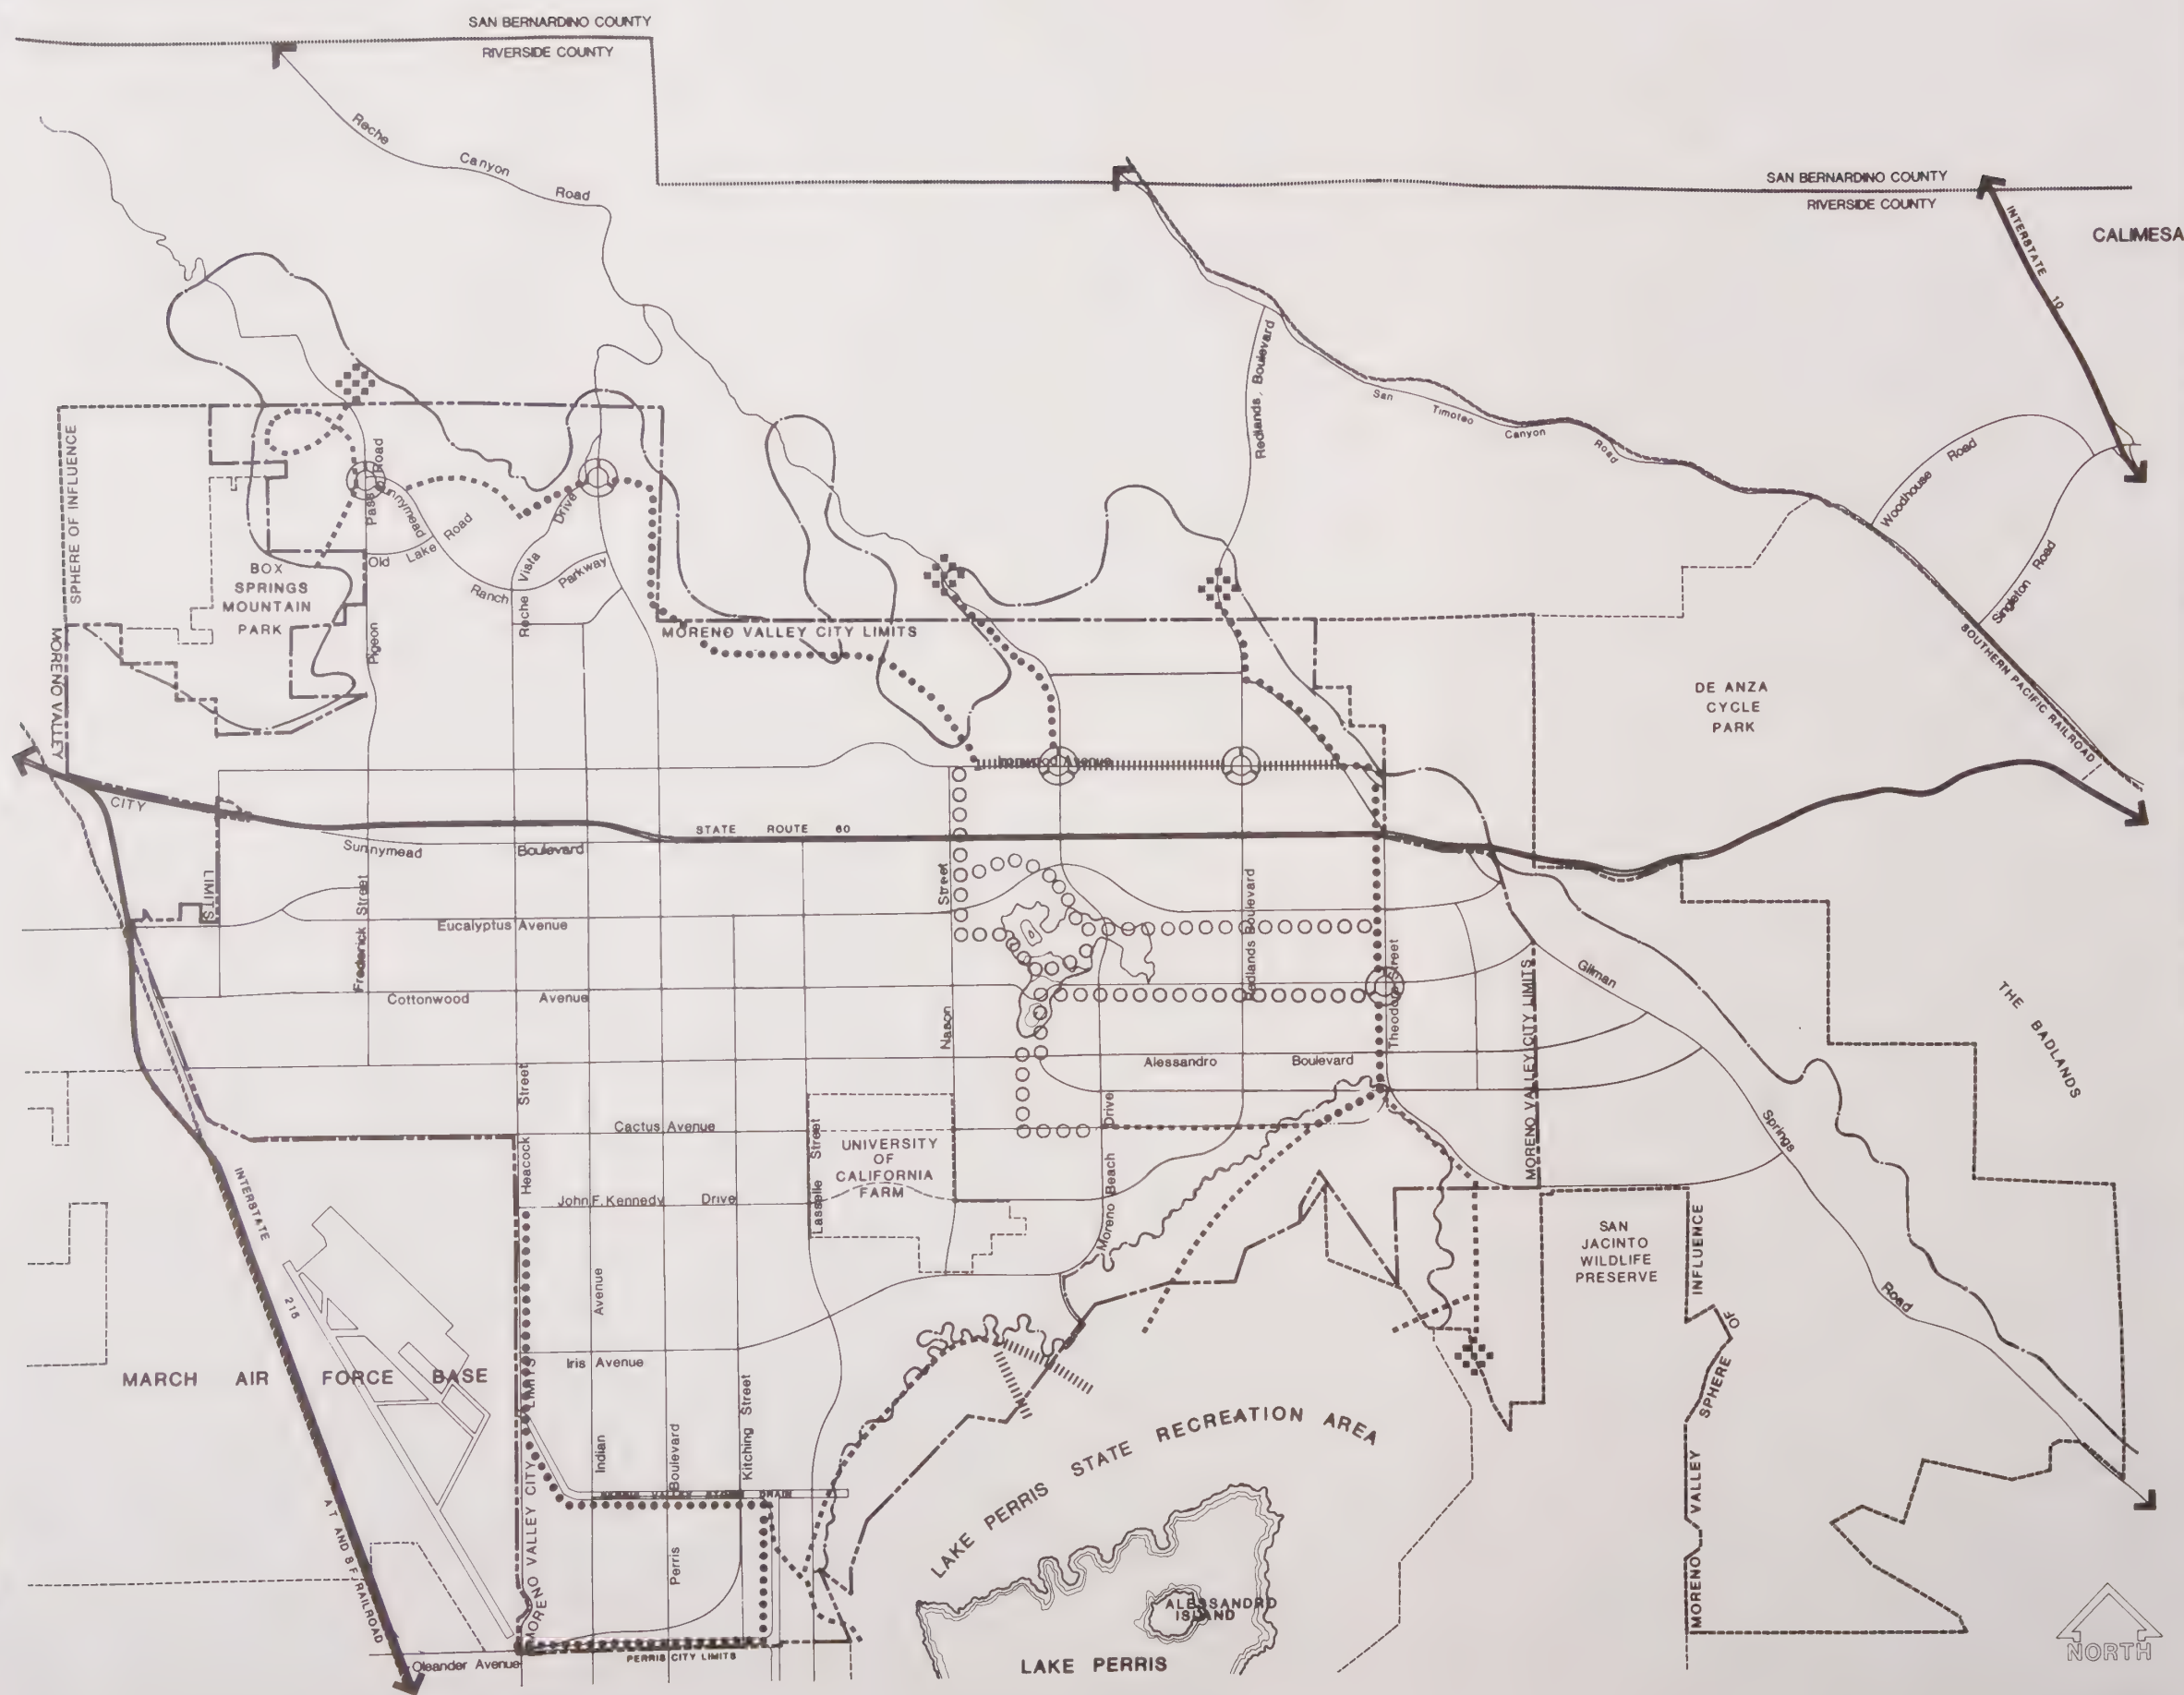 SAN BERNARDINO COUNTY
RIVERSIDE COUNTY
Reche Canyon Road
SAN BERNARDINO COUNTY
RIVERSIDE COUNTY
INTERSTATE 10
CALIMESA
Redlands Boulevard
San Timoteo Canyon Road
Woodhouse Road
Singleton Road
SOUTHERN PACIFIC RAILROAD
SPHERE OF INFLUENCE
MORENO VALLEY
Pass Road
Pigeon
Old Lake Road
Ranch
Parkway
Vista
Drive
Reche
BOX
SPRINGS
MOUNTAIN
PARK
MORENO VALLEY CITY LIMITS
DE ANZA
CYCLE
PARK
Ironwood Avenue
CITY
LIMITS
STATE ROUTE 60
Sunnymead Boulevard
Frederick Street
Eucalyptus Avenue
Cottonwood Avenue
Street
Nason
Redlands Boulevard
Theodore Street
Gilman
Springs
Road
THE BADLANDS
Alessandro Boulevard
MORENO VALLEY CITY LIMITS
Street
Heacock
Cactus Avenue
UNIVERSITY
OF
CALIFORNIA
FARM
Lasselle Street
Drive
Moreno Beach
John F. Kennedy Drive
INTERSTATE
215
SAN
JACINTO
WILDLIFE
PRESERVE
INFLUENCE
OF
SPHERE
MORENO VALLEY
MARCH AIR FORCE BASE
Avenue
Indian
Iris Avenue
Kitching Street
Boulevard
Perris
MORENO VALLEY CITY LIMITS
PERRIS VALLEY STORM DRAIN
LAKE PERRIS STATE RECREATION AREA
ALESSANDRO
ISLAND
LAKE PERRIS
A T AND S F RAILROAD
Oleander Avenue
PERRIS CITY LIMITS
NORTH